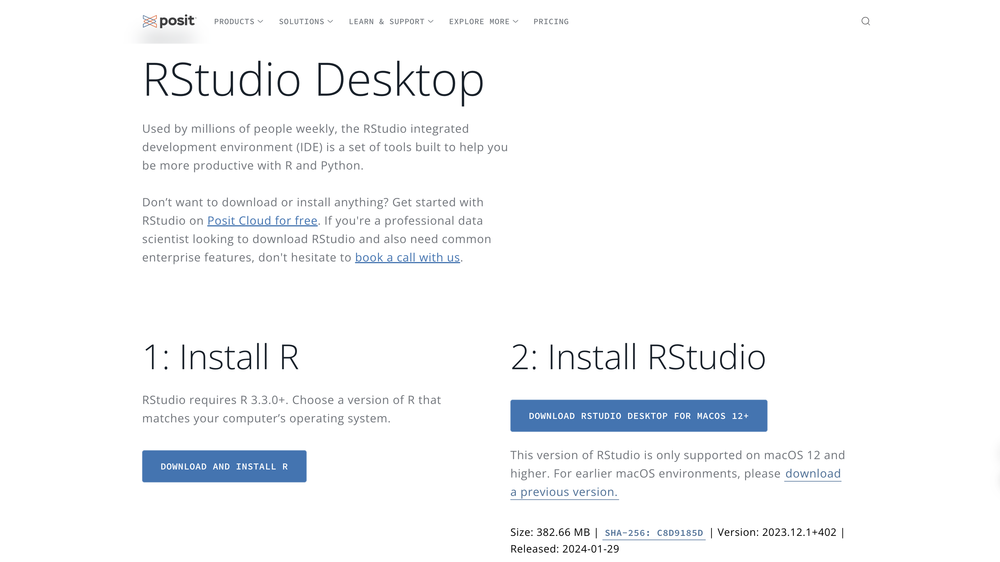 posit™ PRODUCTS SOLUTIONS LEARN & SUPPORT EXPLORE MORE PRICING
RStudio Desktop
Used by millions of people weekly, the RStudio integrated
development environment (IDE) is a set of tools built to help you
be more productive with R and Python.
Don’t want to download or install anything? Get started with
RStudio on Posit Cloud for free. If you're a professional data
scientist looking to download RStudio and also need common
enterprise features, don't hesitate to book a call with us.
1: Install R
RStudio requires R 3.3.0+. Choose a version of R that
matches your computer’s operating system.
DOWNLOAD AND INSTALL R
2: Install RStudio
DOWNLOAD RSTUDIO DESKTOP FOR MACOS 12+
This version of RStudio is only supported on macOS 12 and
higher. For earlier macOS environments, please download
a previous version.
Size: 382.66 MB | SHA-256: C8D9185D | Version: 2023.12.1+402 |
Released: 2024-01-29